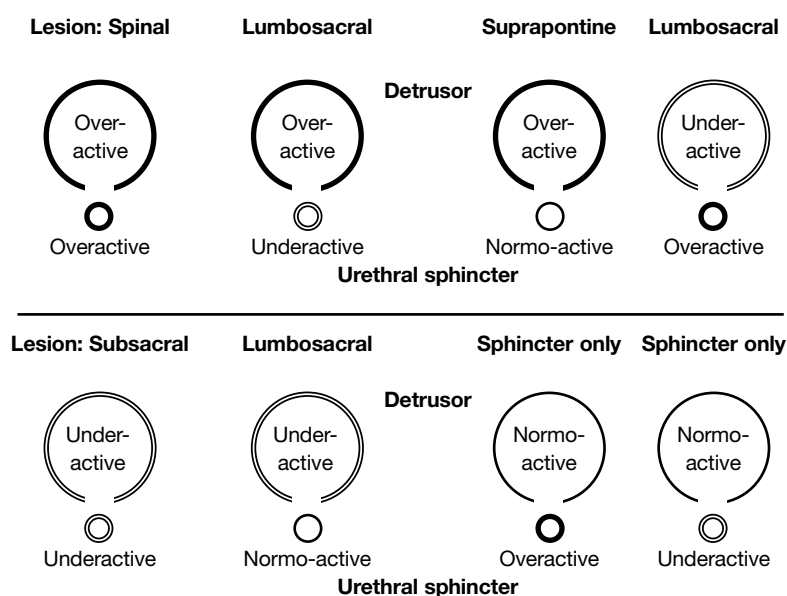 Lesion: Spinal Lumbosacral Suprapontine Lumbosacral
Detrusor
Over- Over- Over- Under-
active active active active
Overactive Underactive Normo-active Overactive
Urethral sphincter
Lesion: Subsacral Lumbosacral Sphincter only Sphincter only
Detrusor
Under- Under- Normo- Normo-
active active active active
Underactive Normo-active Overactive Underactive
Urethral sphincter